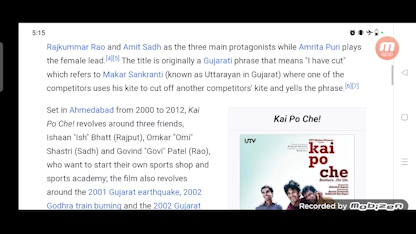 5:15
Rajkummar Rao and Amit Sadh as the three main protagonists while Amrita Puri plays
the female lead.[4][5] The title is originally a Gujarati phrase that means "I have cut"
which refers to Makar Sankranti (known as Uttarayan in Gujarat) where one of the
competitors uses his kite to cut off another competitors' kite and yells the phrase.[6][7]
Set in Ahmedabad from 2000 to 2012, Kai
Po Che! revolves around three friends,
Ishaan "Ish" Bhatt (Rajput), Omkar "Omi"
Shastri (Sadh) and Govind "Govi" Patel (Rao),
who want to start their own sports shop and
sports academy; the film also revolves
around the 2001 Gujarat earthquake, 2002
Godhra train burning and the 2002 Gujarat
Kai Po Che!
UTV
kai
po
che
Recorded by MOBIZEN